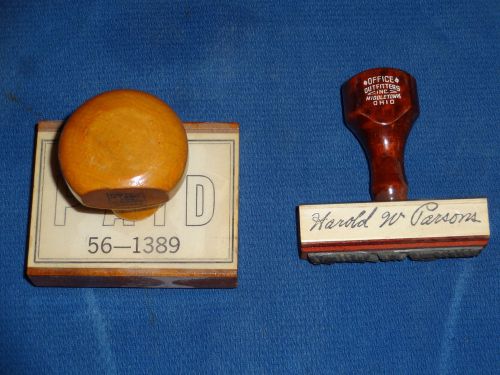 PAID
56—1389
OFFICE
OUTFITTERS
INC.
MIDDLETOWN,
OHIO
Harold W Parsons